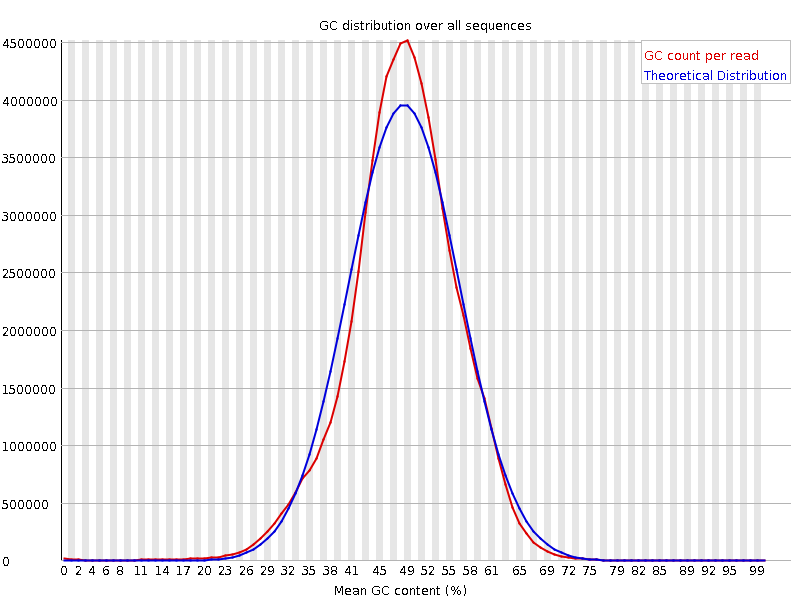 GC distribution over all sequences
GC count per read
Theoretical Distribution
4500000
4000000
3500000
3000000
2500000
2000000
1500000
1000000
500000
0
0 2 4 6 8 11 14 17 20 23 26 29 32 35 38 41 45 49 52 55 58 61 65 69 72 75 79 82 85 89 92 95 99
Mean GC content (%)